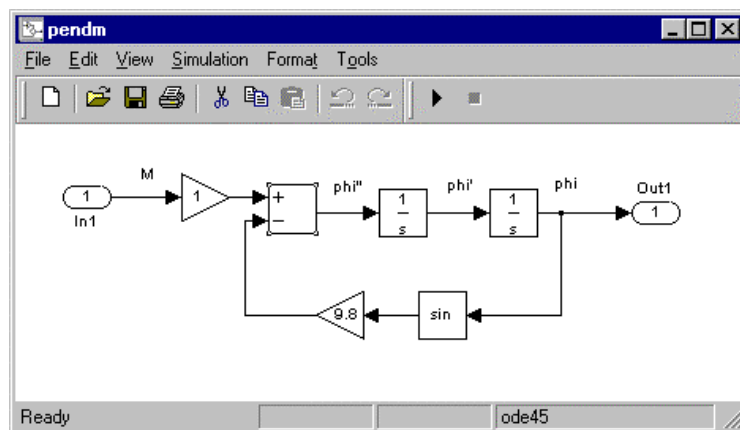 pendm
File Edit View Simulation Format Tools
M
1
In1
1
+
−
phi"
1
s
phi'
1
s
phi
Out1
1
9.8
sin
Ready
ode45